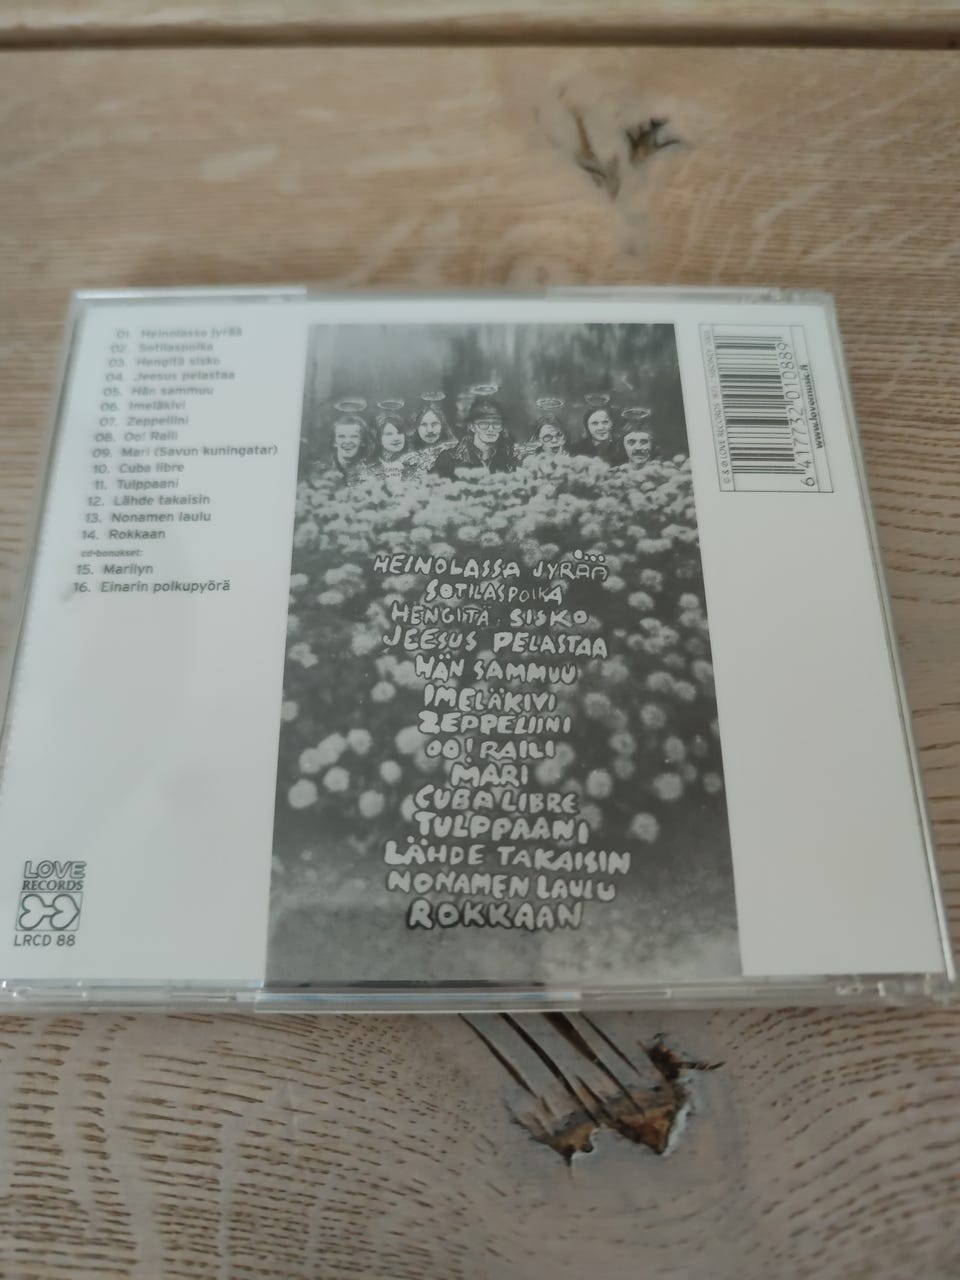 01. Heinolassa jyrää
02. Sotilaspoika
03. Hengitä sisko
04. Jeesus pelastaa
05. Hän sammuu
06. Imeläkivi
07. Zeppeliini
08. Oo! Raili
09. Mari (Savun kuningatar)
10. Cuba libre
11. Tulppaani
12. Lähde takaisin
13. Nonamen laulu
14. Rokkaan
cd-bonukset:
15. Marilyn
16. Einarin polkupyörä
LOVE
RECORDS
LRCD 88
HEINOLASSA JYRÄÄ
SOTILASPOIKA
HENGITÄ SISKO
JEESUS PELASTAA
HÄN SAMMUU
IMELÄKIVI
ZEPPELIINI
OO! RAILI
MARI
CUBA LIBRE
TULPPAANI
LÄHDE TAKAISIN
NONAMEN LAULU
ROKKAAN
℗ & © LOVE RECORDS
6 417732 010889
www.lovemusic.fi